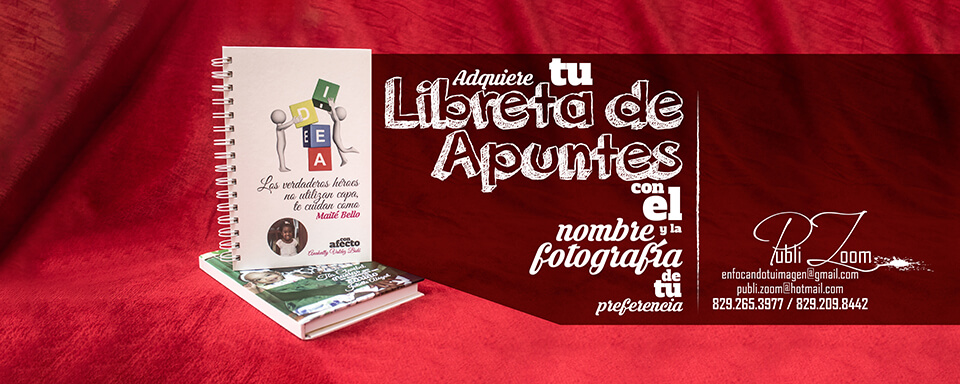 I
D
E E
A
Los verdaderos héroes
no utilizan capa,
te cuidan como
Maité Bello
con
afecto
Adquiere tu
Libreta de
Apuntes
con
el
nombre y la
fotografía
de
tu
preferencia
Publi Zoom
enfocandotuimagen@gmail.com
publi.zoom@hotmail.com
829.265.3977 / 829.209.8442